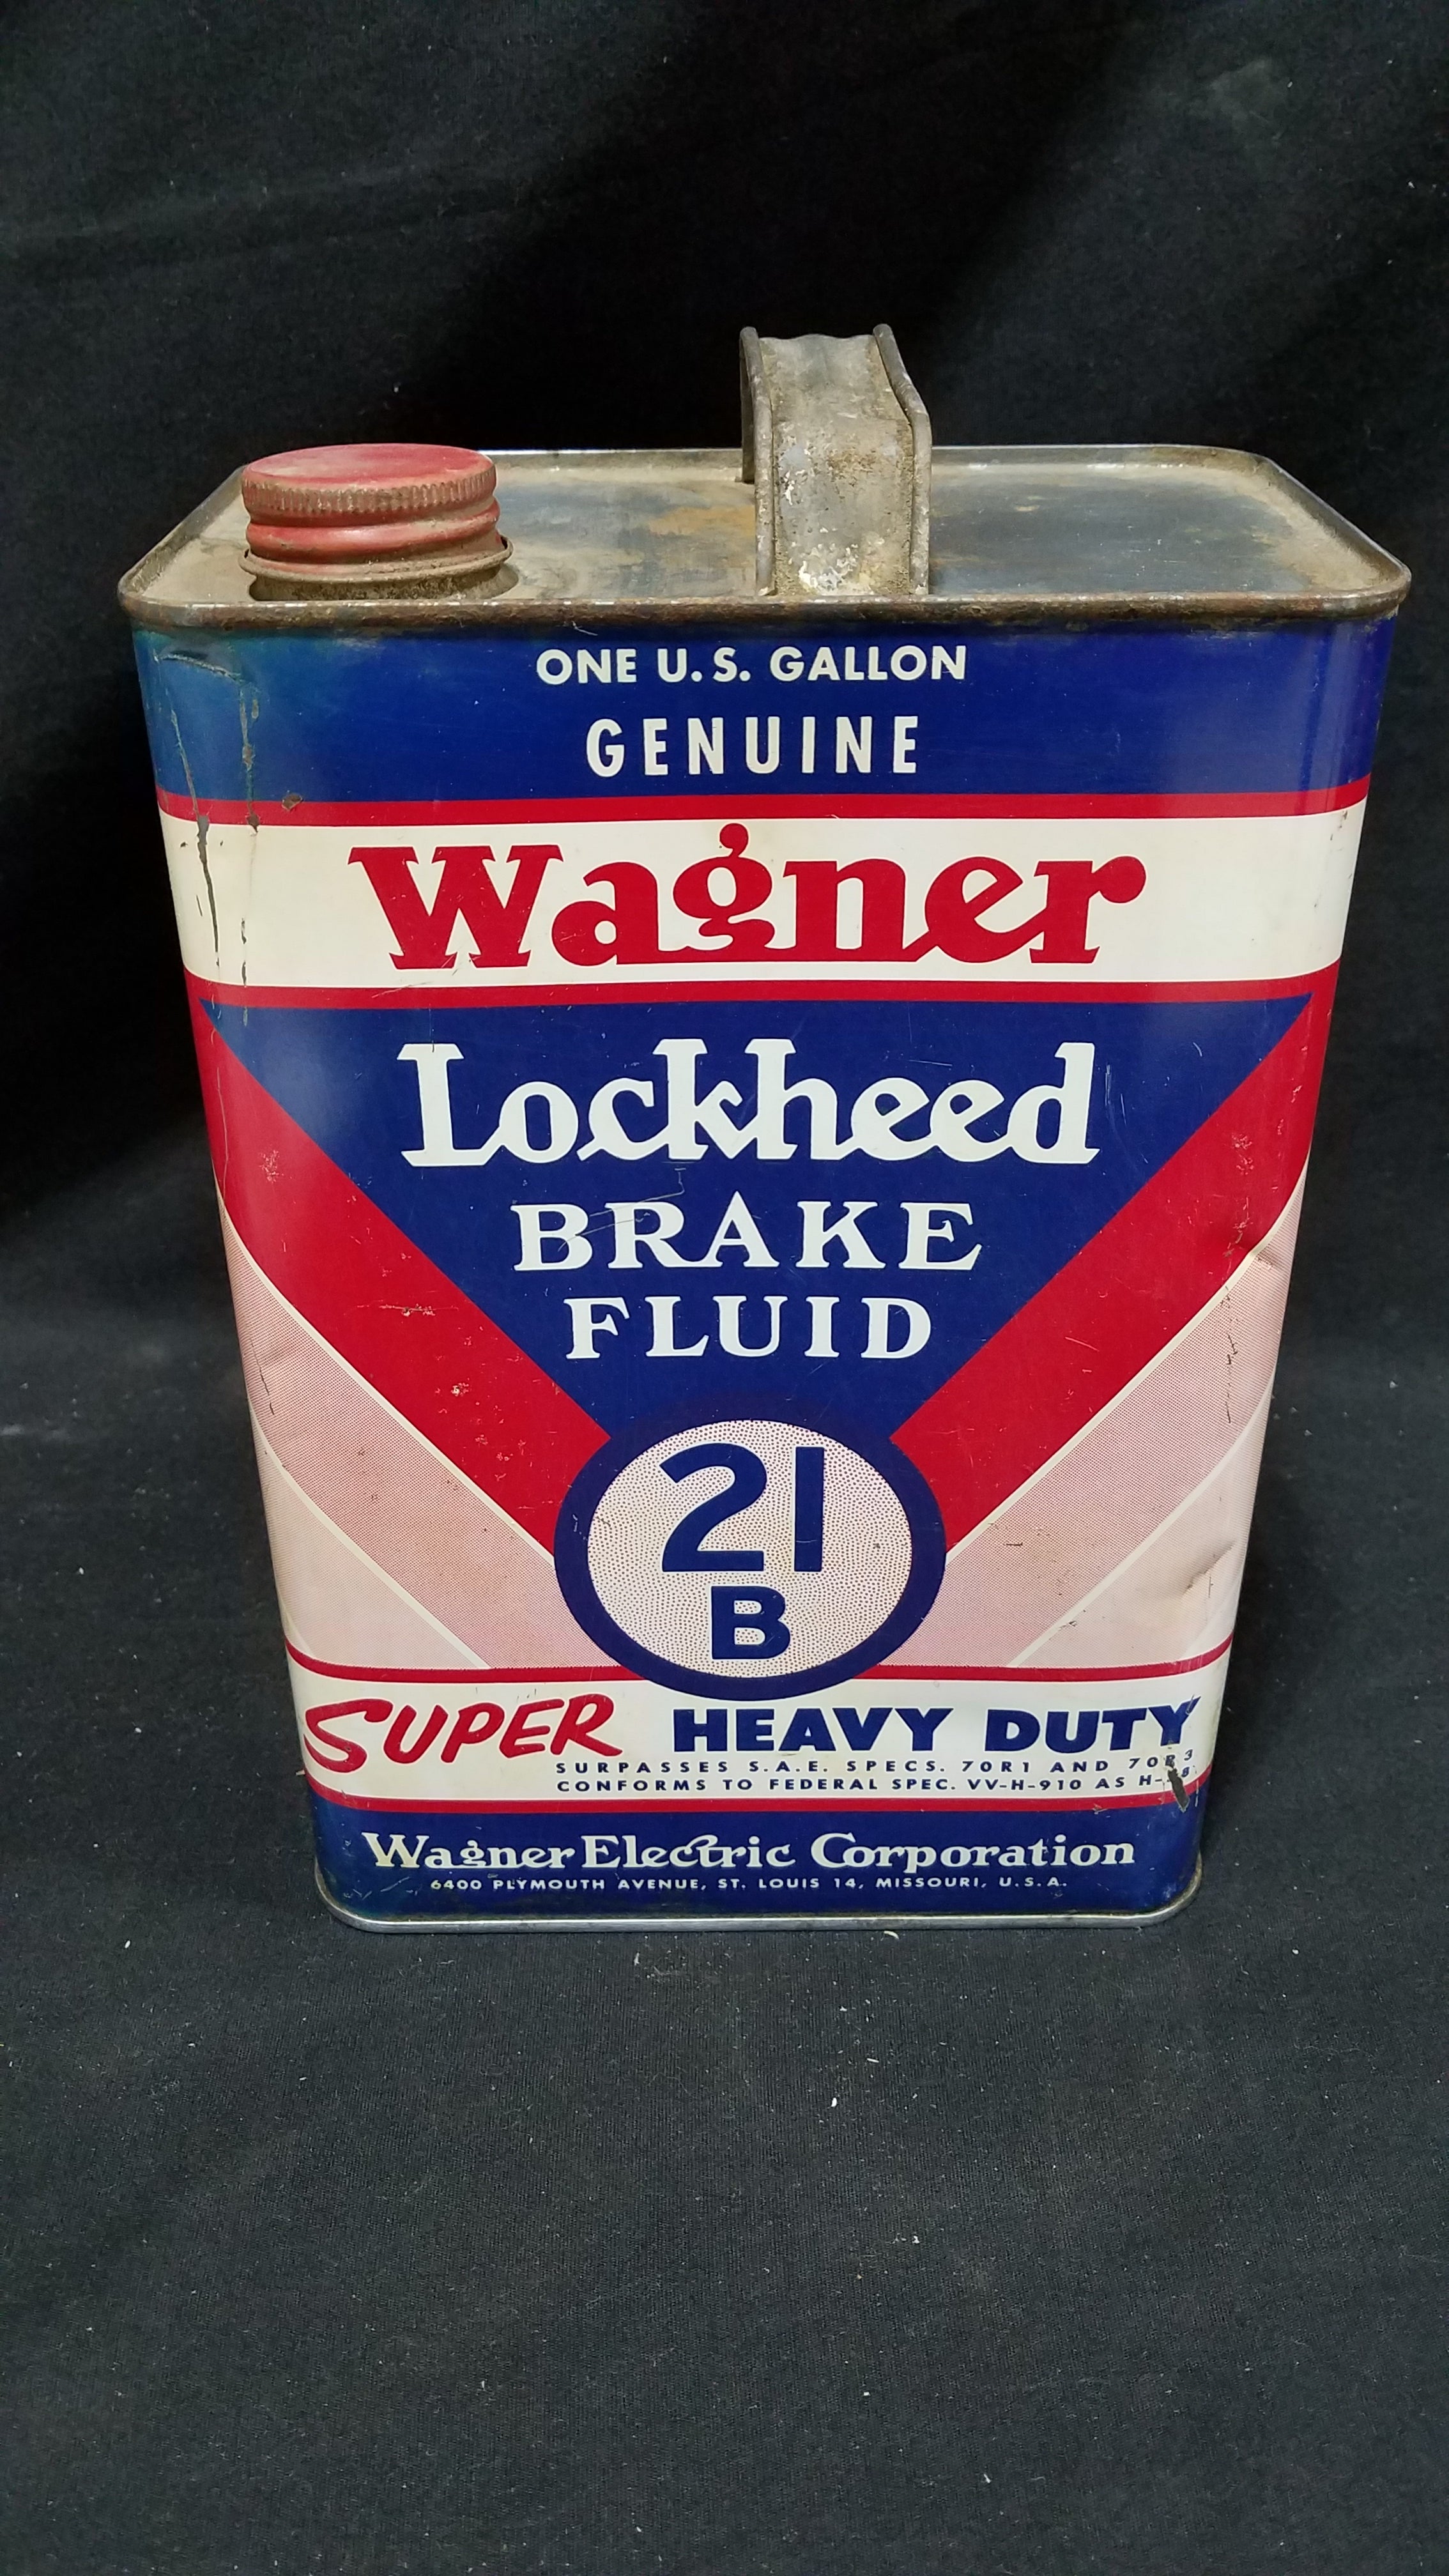 ONE U.S. GALLON
GENUINE
Wagner
Lockheed
BRAKE
FLUID
21
B
SUPER HEAVY DUTY
SURPASSES S.A.E. SPECS. 70R1 AND 70R3
CONFORMS TO FEDERAL SPEC. VV-H-910 AS
Wagner Electric Corporation
6400 PLYMOUTH AVENUE, ST. LOUIS 14, MISSOURI, U.S.A.